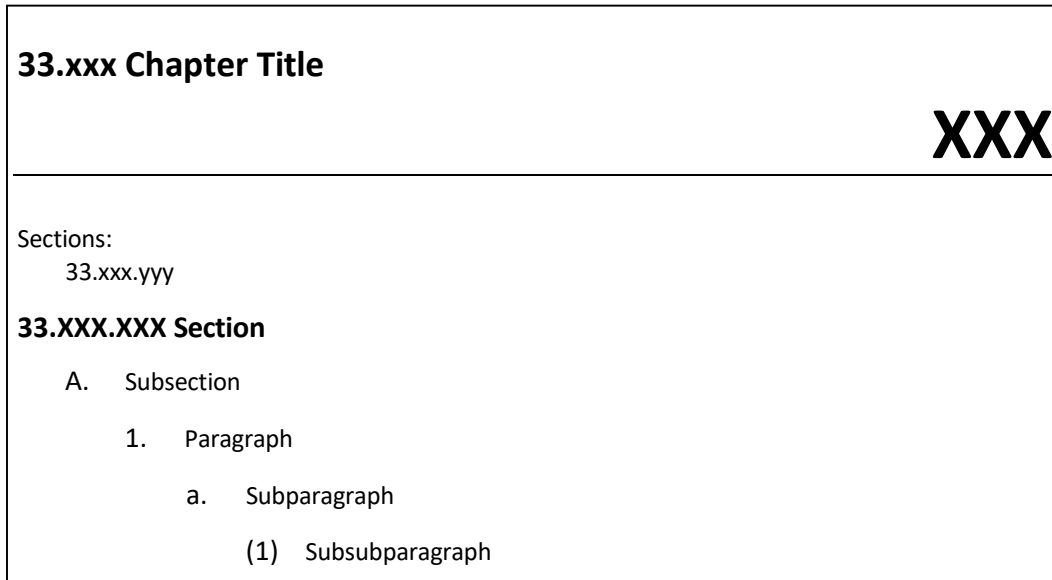 33.xxx Chapter Title
XXX
Sections:
33.xxx.yyy
33.XXX.XXX Section
A. Subsection
1. Paragraph
a. Subparagraph
(1) Subsubparagraph